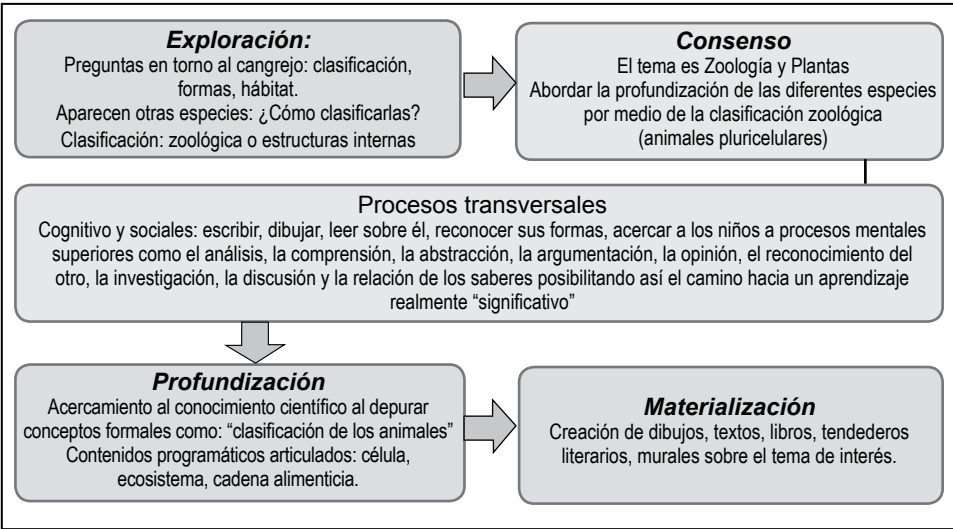 Exploración:
Preguntas en torno al cangrejo: clasificación,
formas, hábitat.
Aparecen otras especies: ¿Cómo clasificarlas?
Clasificación: zoológica o estructuras internas
Consenso
El tema es Zoología y Plantas
Abordar la profundización de las diferentes especies
por medio de la clasificación zoológica
(animales pluricelulares)
Procesos transversales
Cognitivo y sociales: escribir, dibujar, leer sobre él, reconocer sus formas, acercar a los niños a procesos mentales
superiores como el análisis, la comprensión, la abstracción, la argumentación, la opinión, el reconocimiento del
otro, la investigación, la discusión y la relación de los saberes posibilitando así el camino hacia un aprendizaje
realmente “significativo”
Profundización
Acercamiento al conocimiento científico al depurar
conceptos formales como: “clasificación de los animales”
Contenidos programáticos articulados: célula,
ecosistema, cadena alimenticia.
Materialización
Creación de dibujos, textos, libros, tendederos
literarios, murales sobre el tema de interés.